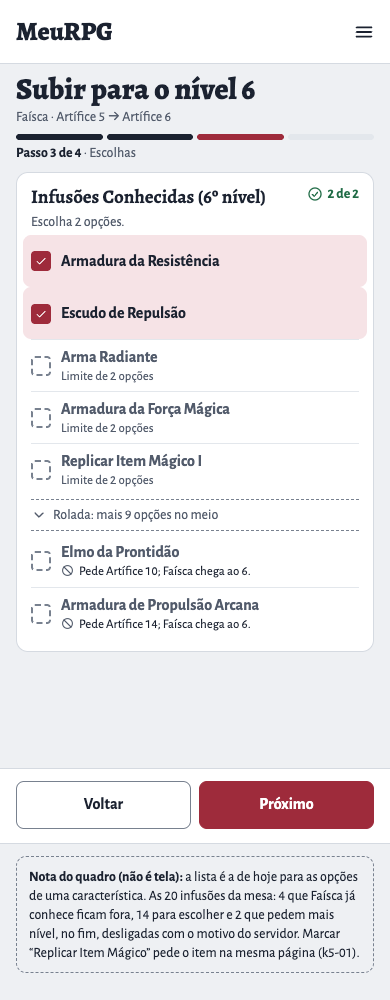 MeuRPG
Subir para o nível 6
Faísca · Artífice 5 → Artífice 6
Passo 3 de 4 · Escolhas
Infusões Conhecidas (6º nível)
2 de 2
Escolha 2 opções.
Armadura da Resistência
Escudo de Repulsão
Arma Radiante
Limite de 2 opções
Armadura da Força Mágica
Limite de 2 opções
Replicar Item Mágico I
Limite de 2 opções
Rolada: mais 9 opções no meio
Elmo da Prontidão
Pede Artífice 10; Faísca chega ao 6.
Armadura de Propulsão Arcana
Pede Artífice 14; Faísca chega ao 6.
Voltar
Próximo
Nota do quadro (não é tela): a lista é a de hoje para as opções
de uma característica. As 20 infusões da mesa: 4 que Faísca já
conhece ficam fora, 14 para escolher e 2 que pedem mais
nível, no fim, desligadas com o motivo do servidor. Marcar
“Replicar Item Mágico” pede o item na mesma página (k5-01).